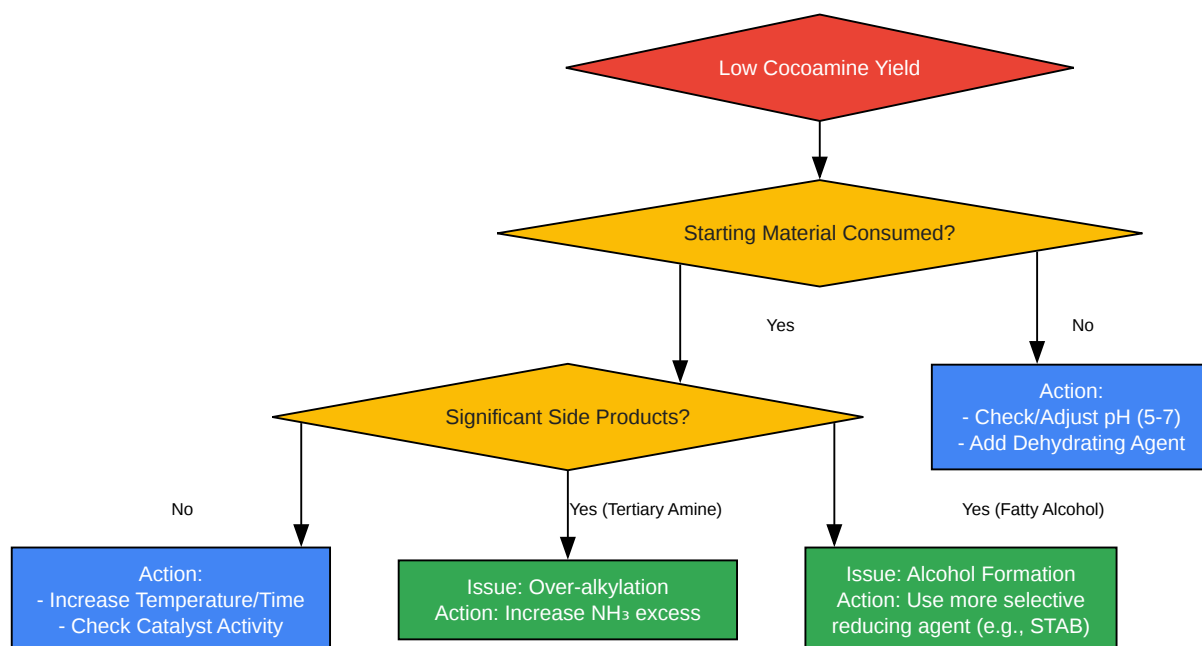 Low Cocoamine Yield
Starting Material Consumed?
Yes
No
Action:
- Check/Adjust pH (5-7)
- Add Dehydrating Agent
Significant Side Products?
No
Yes (Tertiary Amine)
Yes (Fatty Alcohol)
Action:
- Increase Temperature/Time
- Check Catalyst Activity
Issue: Over-alkylation
Action: Increase NH₃ excess
Issue: Alcohol Formation
Action: Use more selective
reducing agent (e.g., STAB)